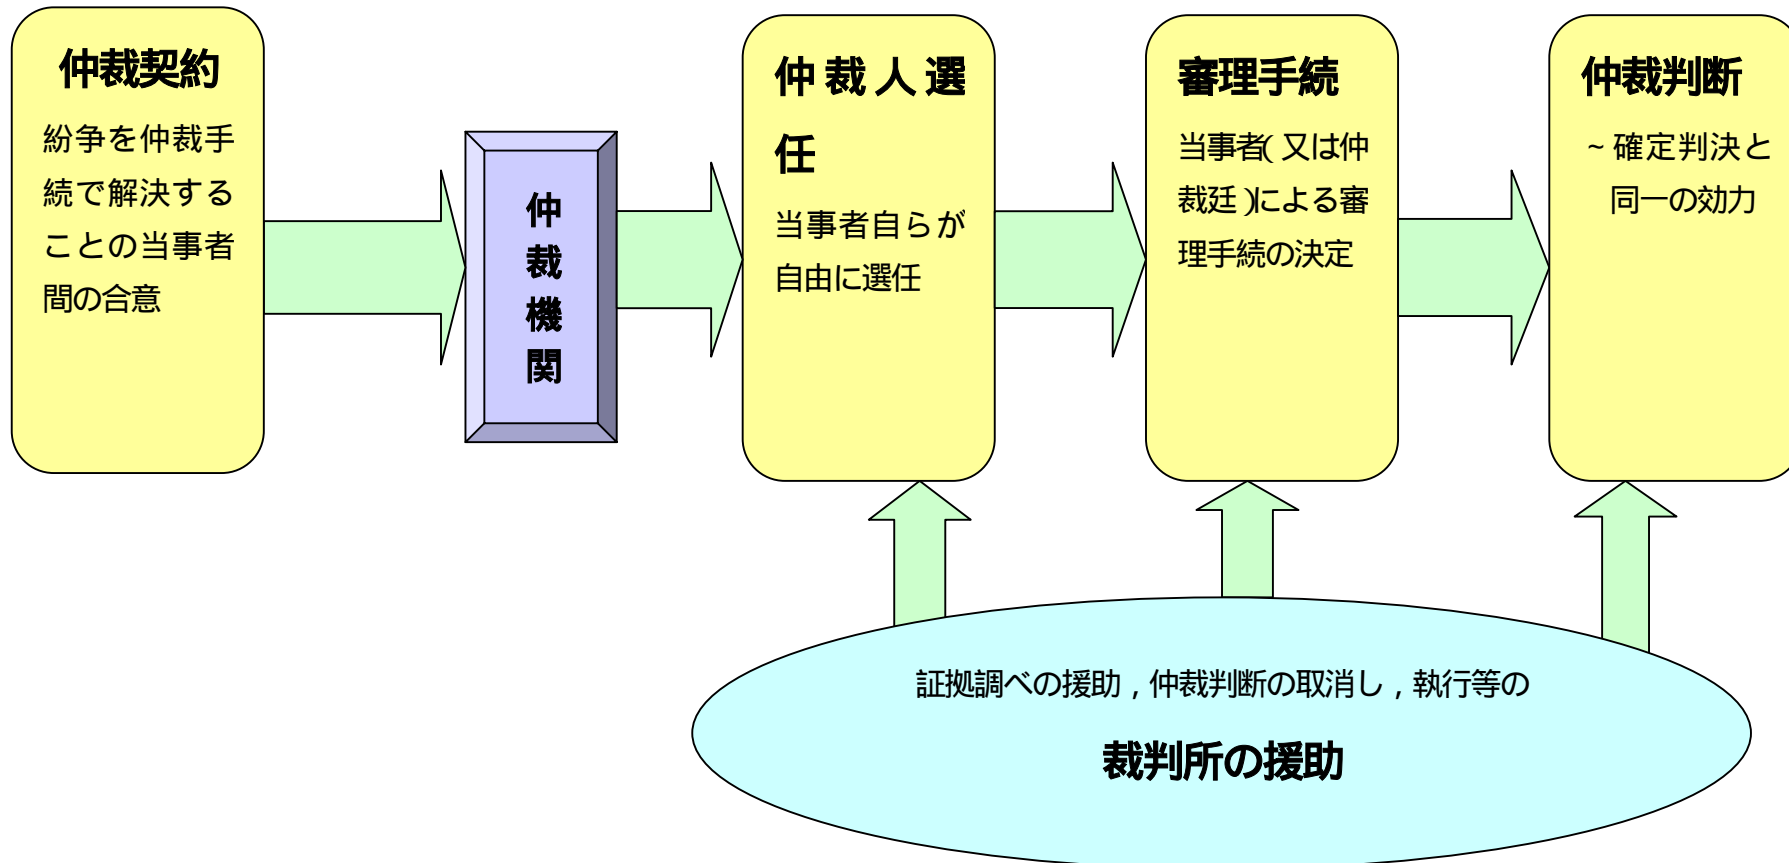 仲裁契約
紛争を仲裁手
続で解決する
ことの当事者
間の合意
仲
裁
機
関
仲裁人選
任
当事者自らが
自由に選任
審理手続
当事者(又は仲
裁廷)による審
理手続の決定
仲裁判断
~確定判決と
同一の効力
証拠調べの援助,仲裁判断の取消し,執行等の
裁判所の援助